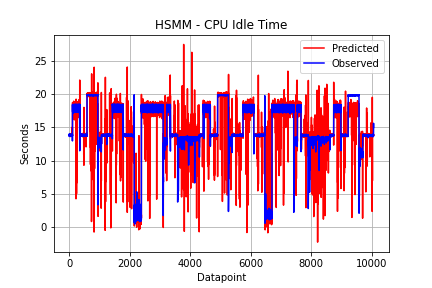 HSMM - CPU Idle Time
Predicted
Observed
25
20
15
10
5
0
Seconds
0
2000
4000
6000
8000
10000
Datapoint